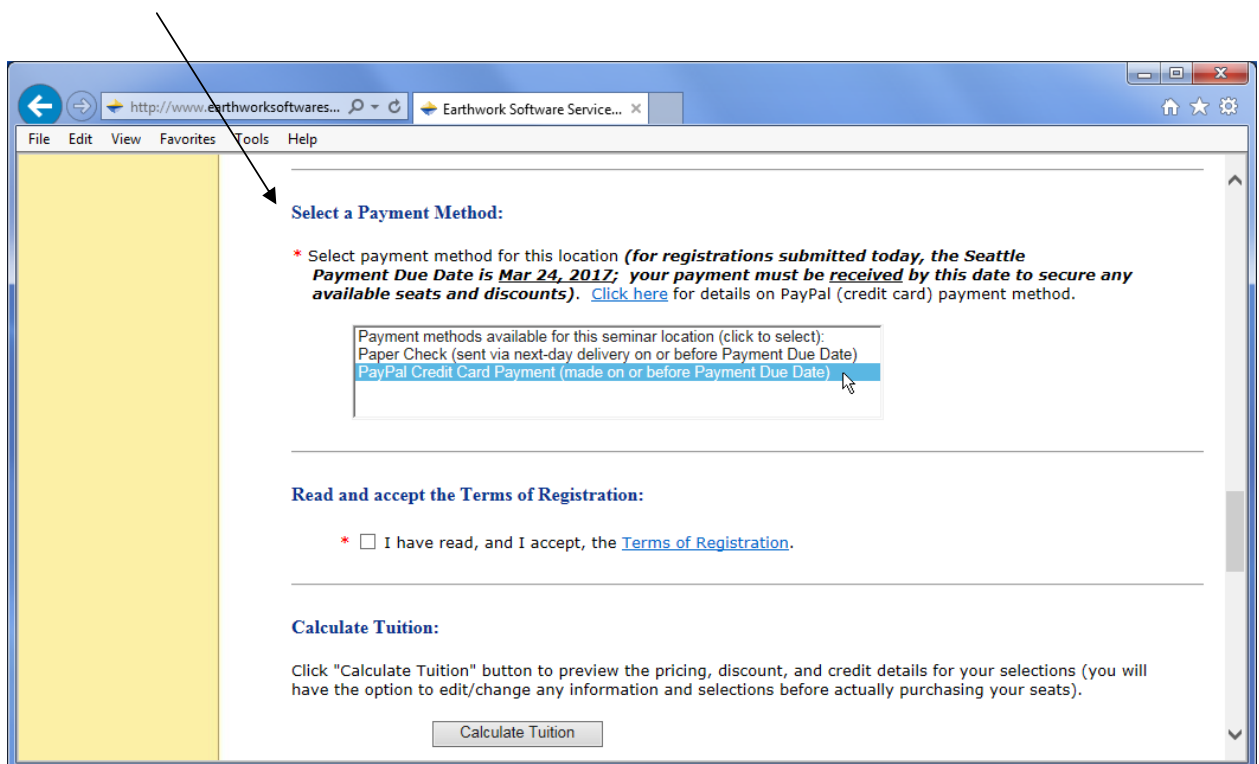 http://www.earthworksoftwares...
Earthwork Software Service...
File Edit View Favorites Tools Help
Select a Payment Method:
* Select payment method for this location (for registrations submitted today, the Seattle
Payment Due Date is Mar 24, 2017; your payment must be received by this date to secure any
available seats and discounts). Click here for details on PayPal (credit card) payment method.
Payment methods available for this seminar location (click to select):
Paper Check (sent via next-day delivery on or before Payment Due Date)
PayPal Credit Card Payment (made on or before Payment Due Date)
Read and accept the Terms of Registration:
* I have read, and I accept, the Terms of Registration.
Calculate Tuition:
Click "Calculate Tuition" button to preview the pricing, discount, and credit details for your selections (you will
have the option to edit/change any information and selections before actually purchasing your seats).
Calculate Tuition